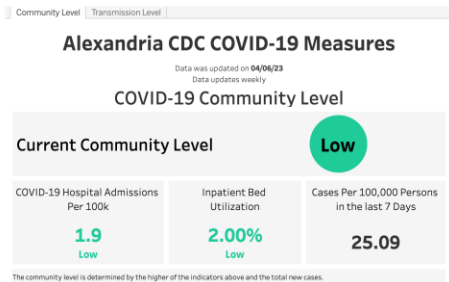 Community Level Transmission Level
Alexandria CDC COVID-19 Measures
Data was updated on 04/06/23
Data updates weekly
COVID-19 Community Level
Current Community Level Low
COVID-19 Hospital Admissions Per 100k
1.9
Low
Inpatient Bed Utilization
2.00%
Low
Cases Per 100,000 Persons in the last 7 Days
25.09
The community level is determined by the higher of the indicators above and the total new cases.